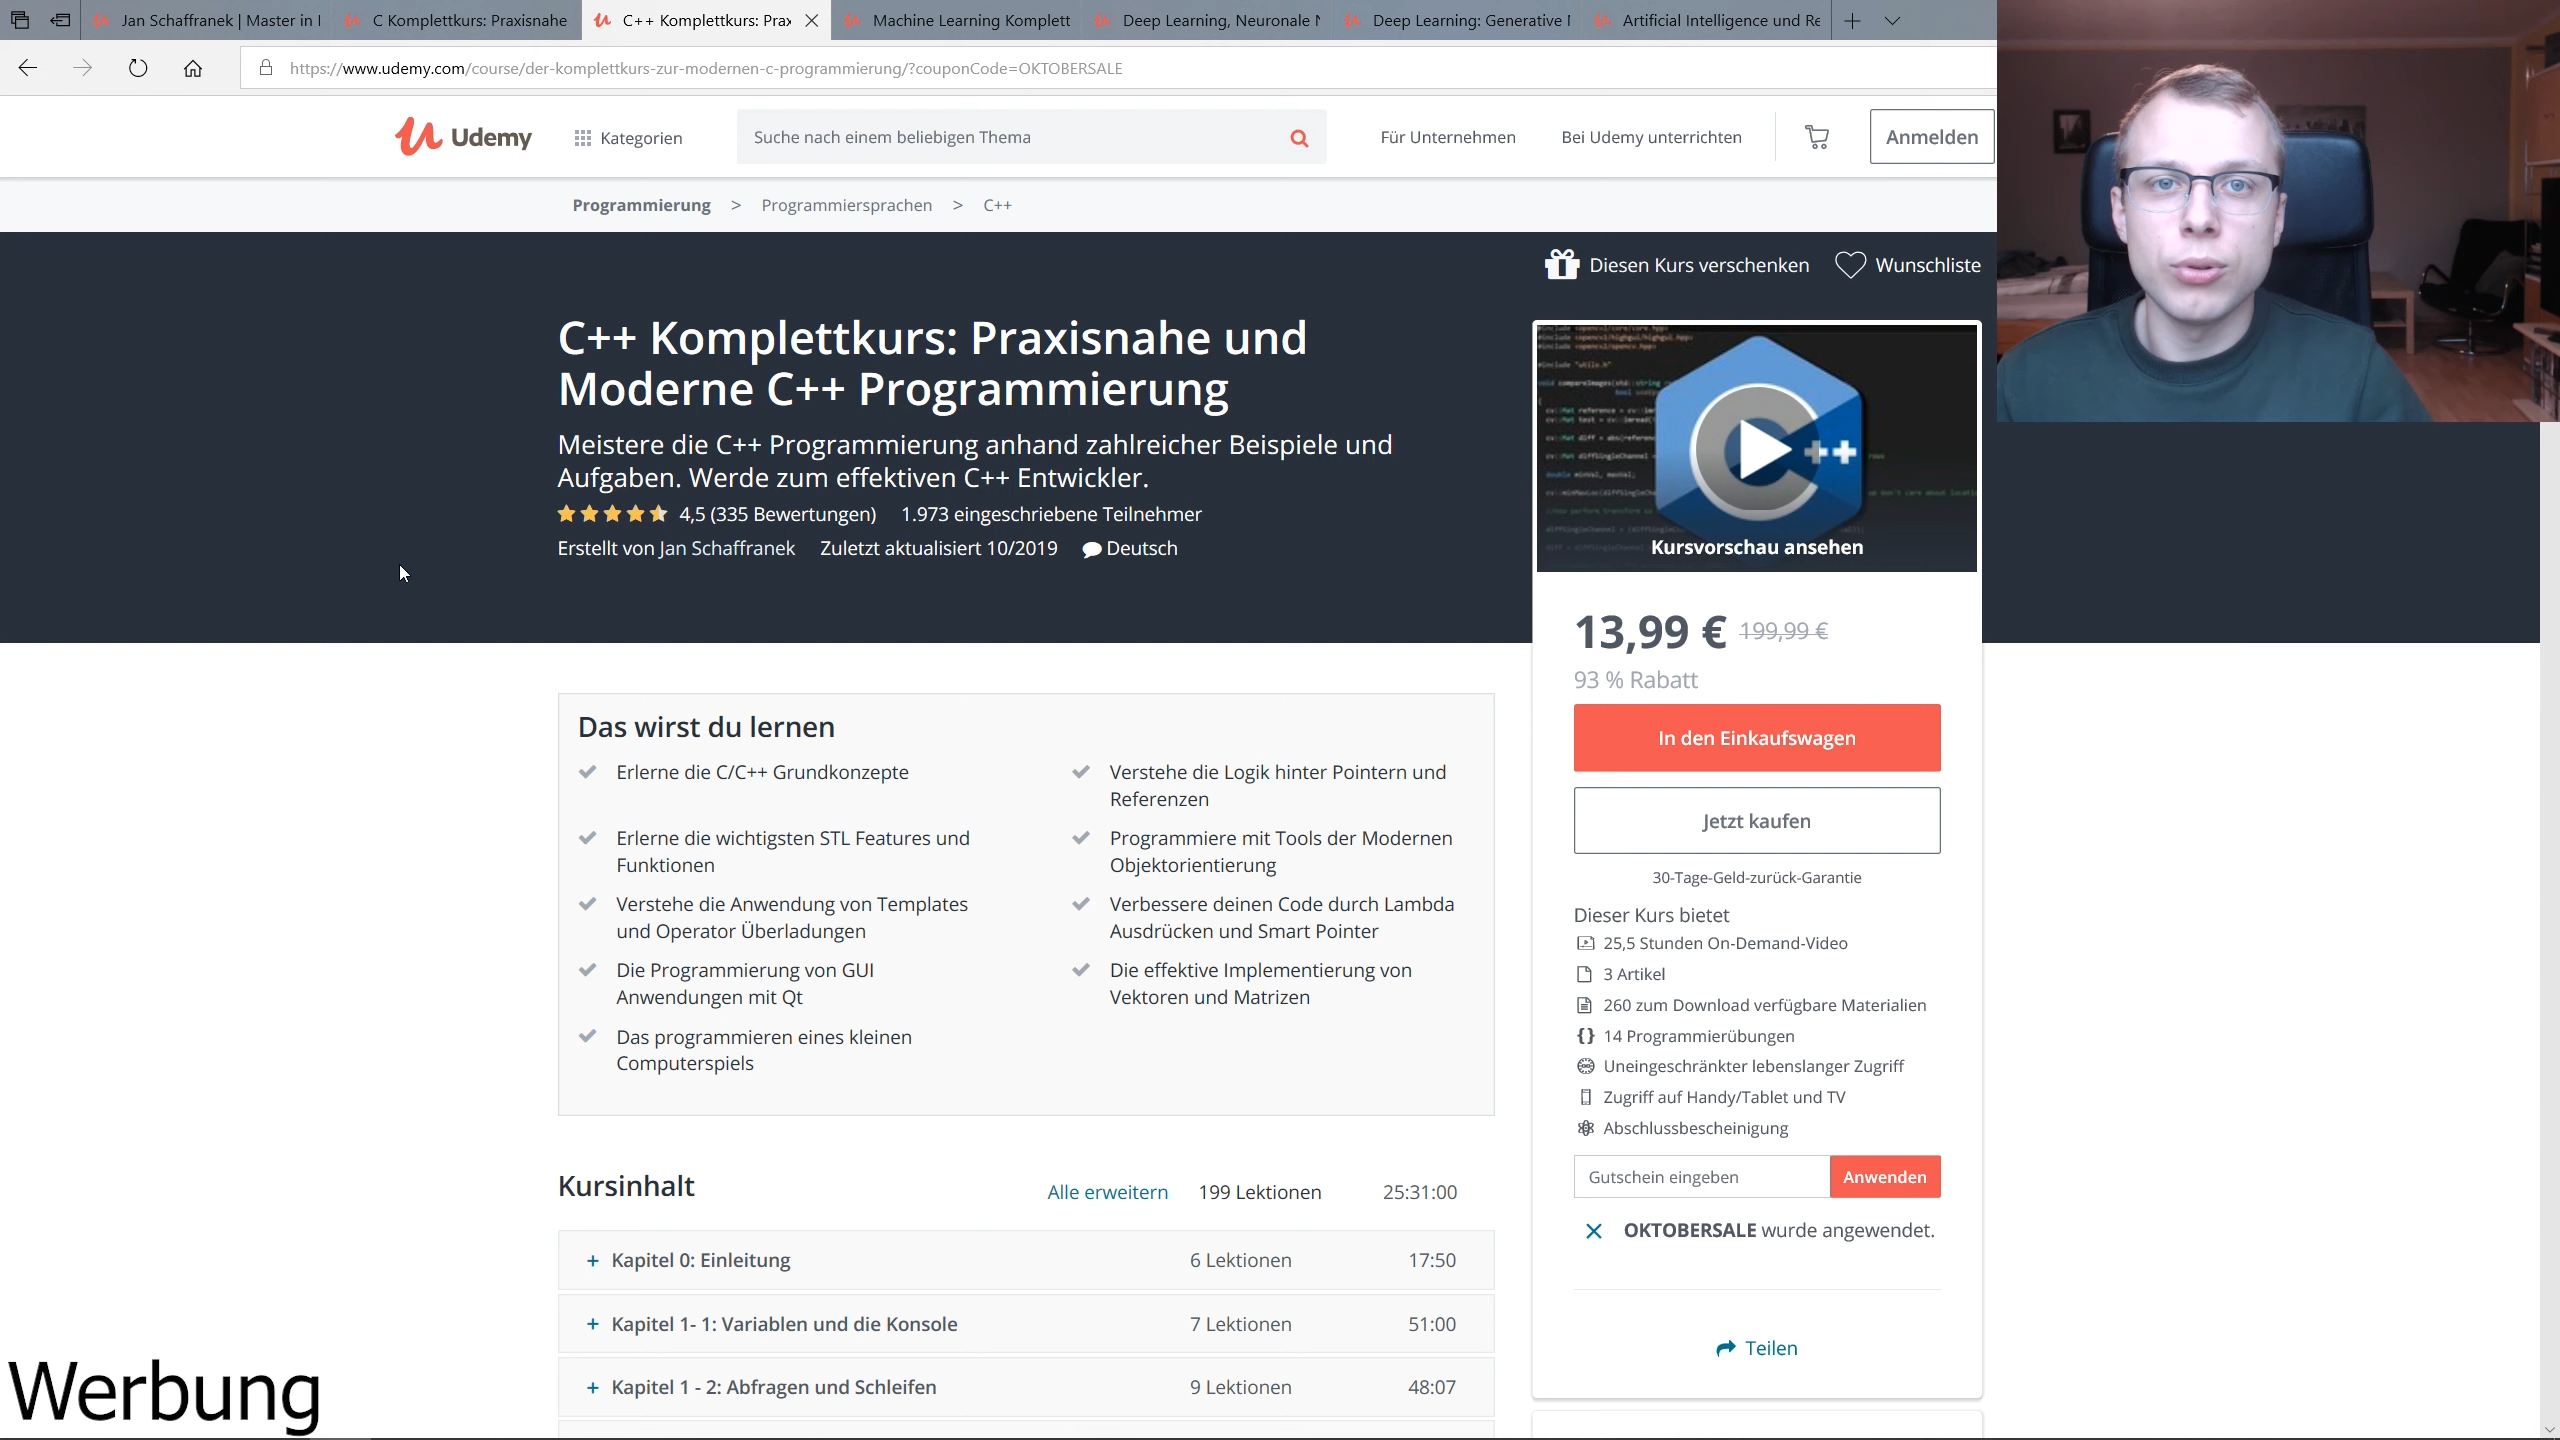 Jan Schaffranek | Master in I
C Komplettkurs: Praxisnahe
C++ Komplettkurs: Prax
Machine Learning Komplett
Deep Learning, Neuronale N
Deep Learning: Generative
Artificial Intelligence und Re
https://www.udemy.com/course/der-komplettkurs-zur-modernen-c-programmierung/?couponCode=OKTOBERSALE
Udemy
Kategorien
Suche nach einem beliebigen Thema
Für Unternehmen
Bei Udemy unterrichten
Anmelden
Programmierung > Programmiersprachen > C++
Diesen Kurs verschenken
Wunschliste
C++ Komplettkurs: Praxisnahe und
Moderne C++ Programmierung
Meistere die C++ Programmierung anhand zahlreicher Beispiele und
Aufgaben. Werde zum effektiven C++ Entwickler.
4,5 (335 Bewertungen) 1.973 eingeschriebene Teilnehmer
Erstellt von Jan Schaffranek Zuletzt aktualisiert 10/2019 Deutsch
C++
Kursvorschau ansehen
13,99 € 199,99 €
93 % Rabatt
In den Einkaufswagen
Jetzt kaufen
30-Tage-Geld-zurück-Garantie
Dieser Kurs bietet
25,5 Stunden On-Demand-Video
3 Artikel
260 zum Download verfügbare Materialien
{} 14 Programmierübungen
Uneingeschränkter lebenslanger Zugriff
Zugriff auf Handy/Tablet und TV
Abschlussbescheinigung
Gutschein eingeben
Anwenden
OKTOBERSALE wurde angewendet.
Teilen
Das wirst du lernen
Erlerne die C/C++ Grundkonzepte
Verstehe die Logik hinter Pointern und
Referenzen
Erlerne die wichtigsten STL Features und
Funktionen
Programmiere mit Tools der Modernen
Objektorientierung
Verstehe die Anwendung von Templates
und Operator Überladungen
Verbessere deinen Code durch Lambda
Ausdrücken und Smart Pointer
Die Programmierung von GUI
Anwendungen mit Qt
Die effektive Implementierung von
Vektoren und Matrizen
Das programmieren eines kleinen
Computerspiels
Kursinhalt
Alle erweitern 199 Lektionen 25:31:00
+ Kapitel 0: Einleitung 6 Lektionen 17:50
+ Kapitel 1- 1: Variablen und die Konsole 7 Lektionen 51:00
+ Kapitel 1 - 2: Abfragen und Schleifen 9 Lektionen 48:07
Werbung